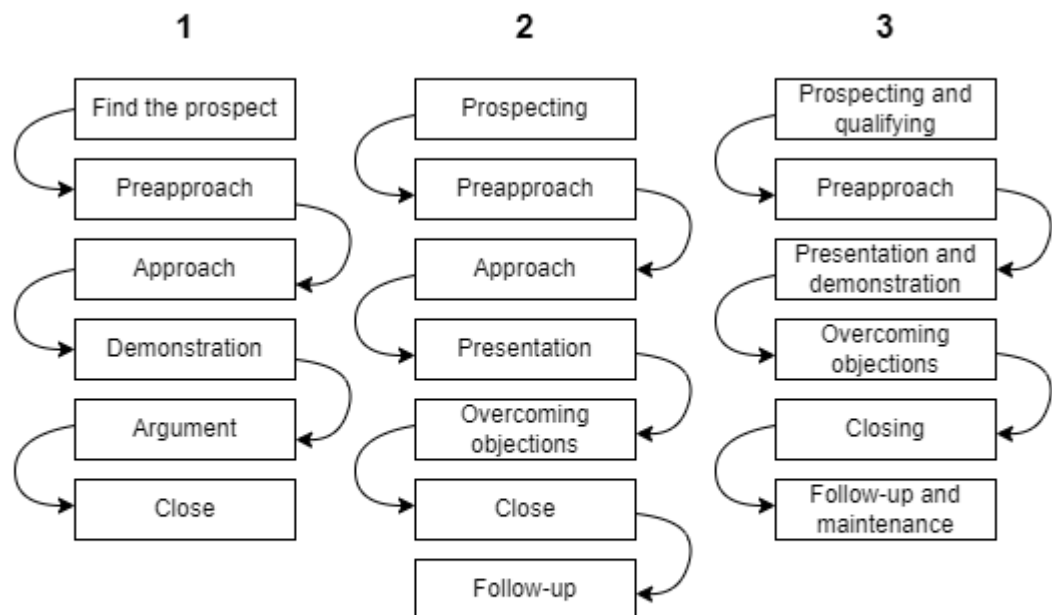 1
Find the prospect
Preapproach
Approach
Demonstration
Argument
Close
2
Prospecting
Preapproach
Approach
Presentation
Overcoming
objections
Close
Follow-up
3
Prospecting and
qualifying
Preapproach
Presentation and
demonstration
Overcoming
objections
Closing
Follow-up and
maintenance